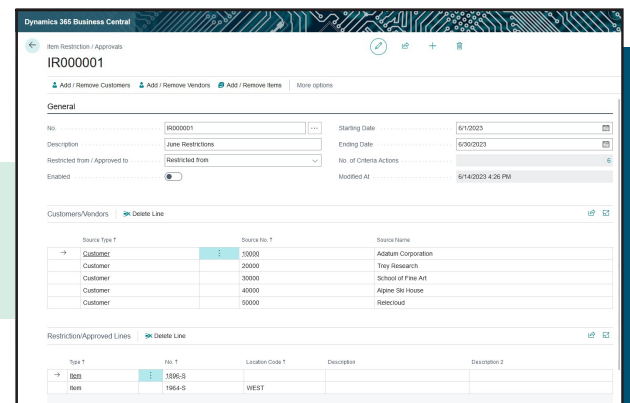 Dynamics 365 Business Central
Item Restriction / Approvals
IR000001
Add / Remove Customers Add / Remove Vendors Add / Remove Items More options
General
No. IR000001 Starting Date 6/1/2023
Description June Restrictions Ending Date 6/30/2023
Restricted from / Approved to Restricted from No. of Criteria Actions 6
Enabled Modified At 6/14/2023 4:26 PM
Customers/Vendors Delete Line
Source Type ↑ Source No. ↑ Source Name
→ Customer 10000 Adatum Corporation
Customer 20000 Trey Research
Customer 30000 School of Fine Art
Customer 40000 Alpine Ski House
Customer 50000 Relecloud
Restriction/Approved Lines Delete Line
Type ↑ No. ↑ Location Code ↑ Description Description 2
→ Item 1896-S
Item 1964-S WEST